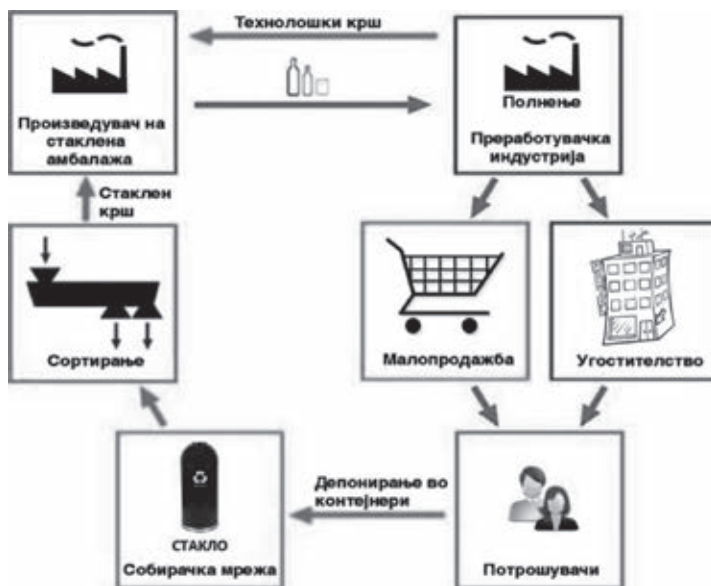 Технолошки крш
Произведувач на
стаклена
амбалажа
Полнење
Преработувачка
индустрија
Стаклен
крш
Сортирање
Малопродажба
Угостителство
Депонирање во
контејнери
СТАКЛО
Собирачка мрежа
Потрошувачи